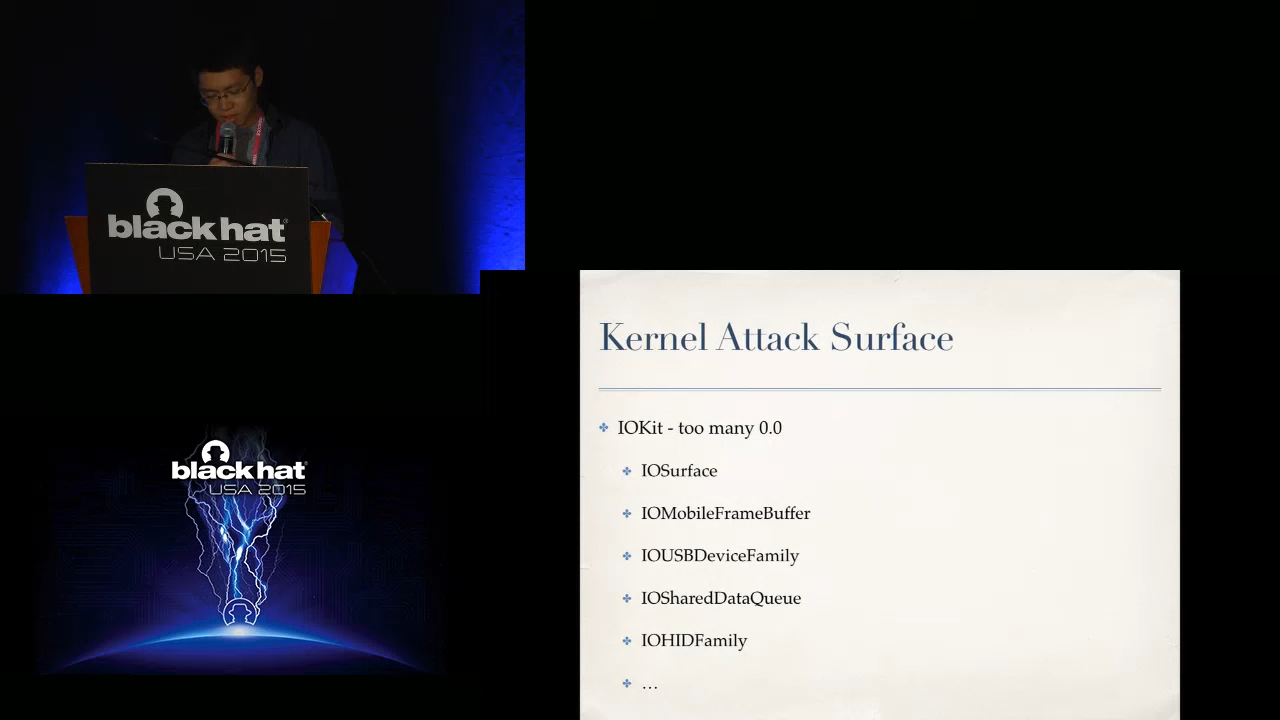 black hat
USA 2015
Kernel Attack Surface
IOKit - too many 0.0
IOSurface
IOMobileFrameBuffer
IOUSBDeviceFamily
IOSharedDataQueue
IOHIDFamily
…
black hat
USA 2015